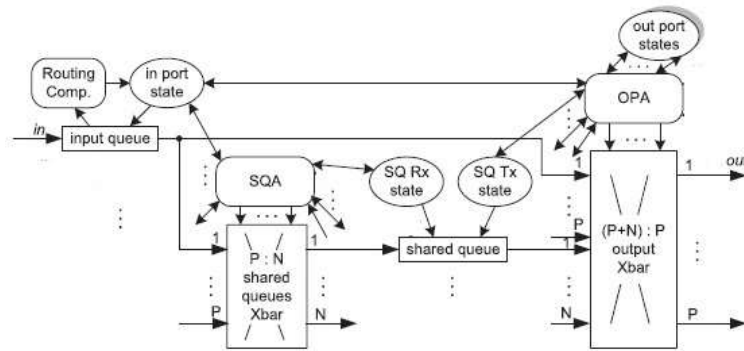 out port
states
Routing
Comp.
in port
state
OPA
in
input queue
SQA
SQ Rx
state
SQ Tx
state
1
1
out
P
1
1
shared queue
1
(P+N) : P
output
Xbar
P : N
shared
queues
Xbar
P
N
N
P